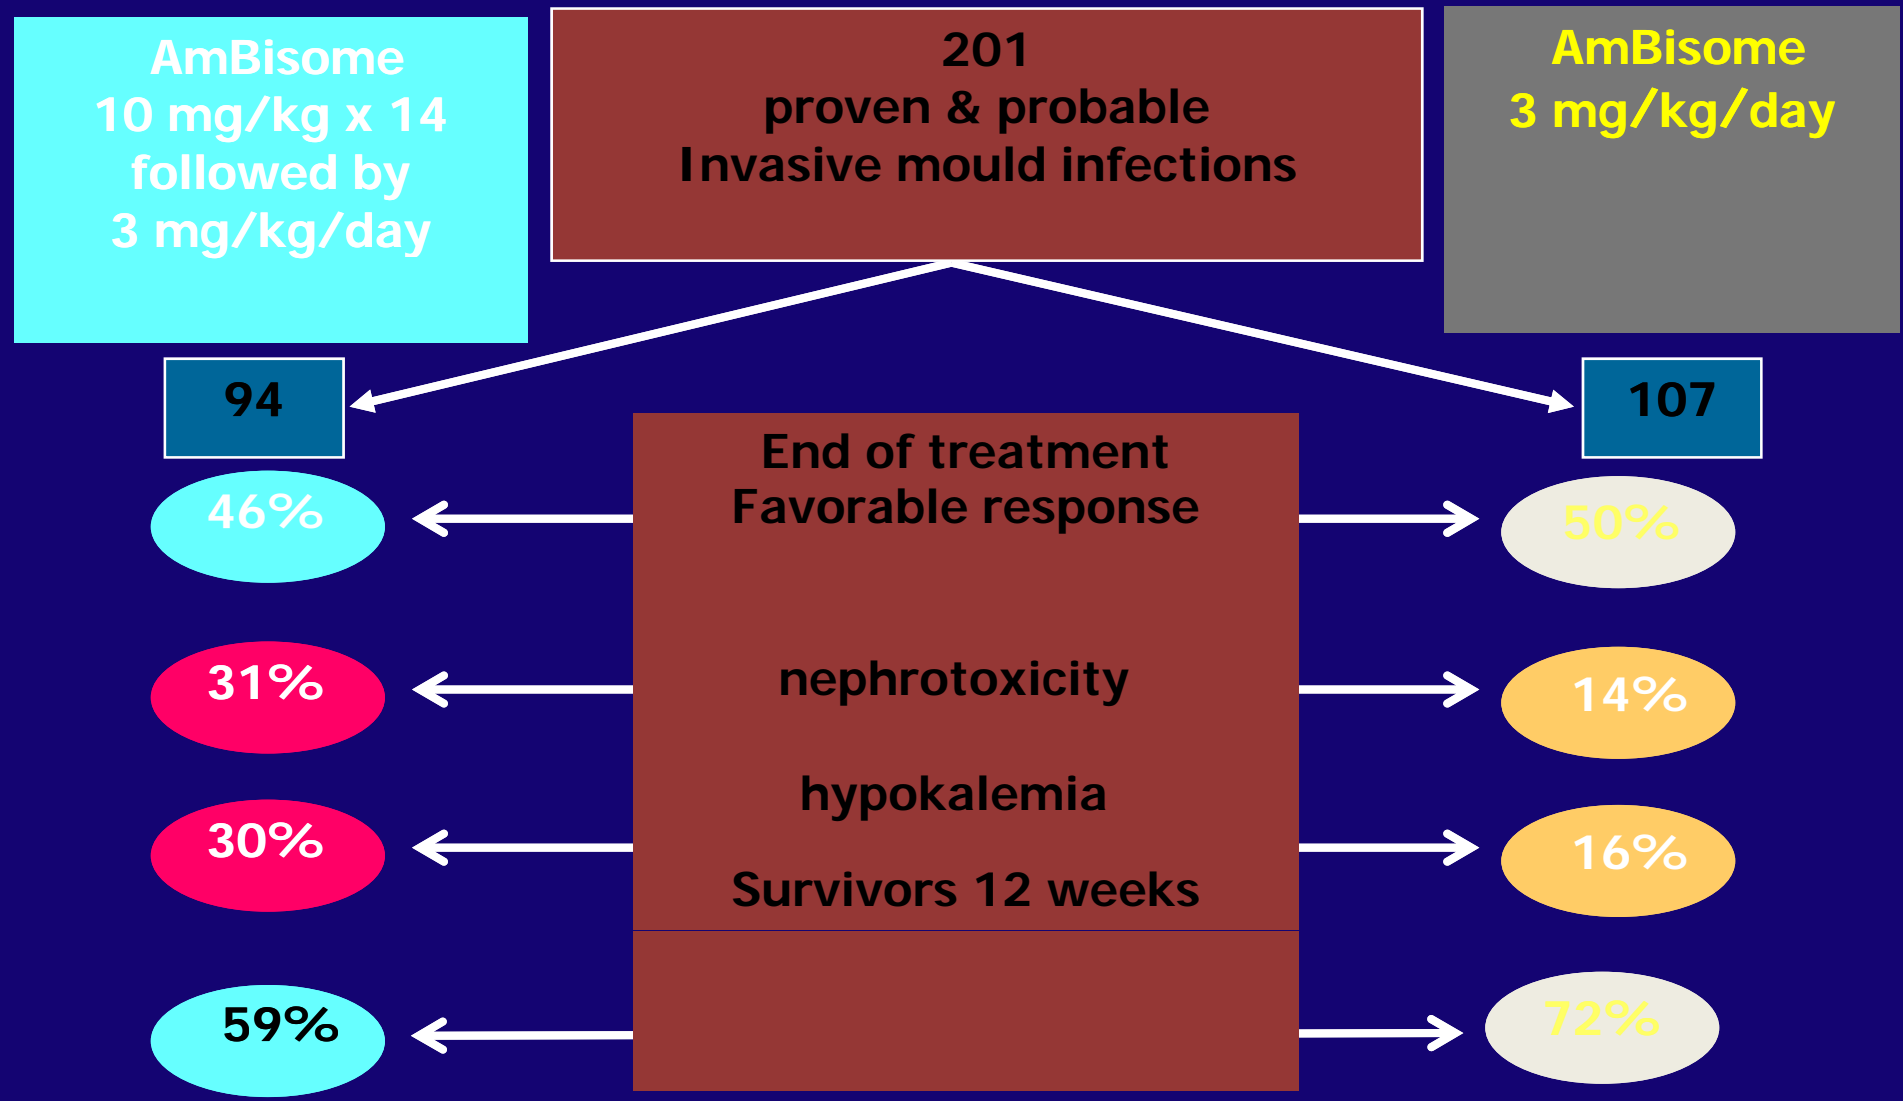 AmBisome
10 mg/kg x 14
followed by
3 mg/kg/day
201
proven & probable
Invasive mould infections
AmBisome
3 mg/kg/day
94
107
End of treatment
Favorable response
46%
50%
nephrotoxicity
31%
14%
hypokalemia
30%
16%
Survivors 12 weeks
59%
72%